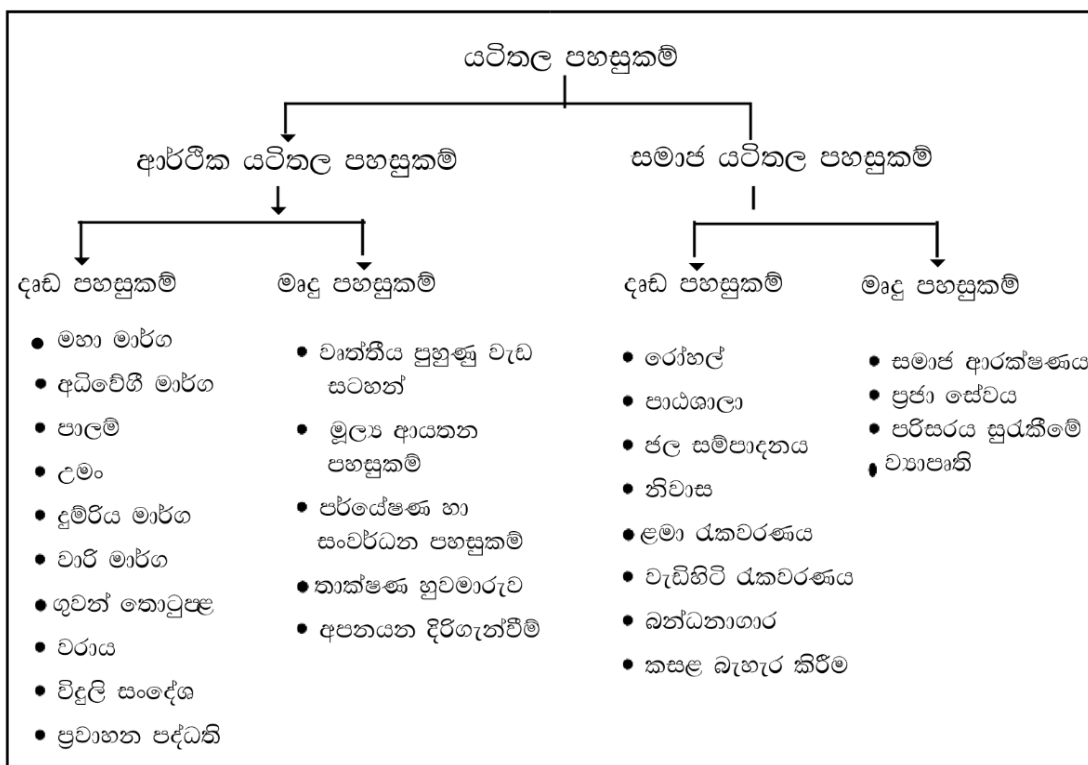 යටිතල පහසුකම්
ආර්ථික යටිතල පහසුකම්
සමාජ යටිතල පහසුකම්
දෘඩ පහසුකම්
• මහා මාර්ග
• අධිවේගී මාර්ග
• පාලම්
• උමං
• දුම්රිය මාර්ග
• වාරි මාර්ග
• ගුවන් තොටුපළ
• වරාය
• විදුලි සංදේශ
• ප්‍රවාහන පද්ධති
මෘදු පහසුකම්
• වෘත්තීය පුහුණු වැඩ
සටහන්
• මූල්‍ය ආයතන
පහසුකම්
• පර්යේෂණ හා
සංවර්ධන පහසුකම්
• තාක්ෂණ හුවමාරුව
• අපනයන දිරිගැන්වීම්
දෘඩ පහසුකම්
• රෝහල්
• පාඨශාලා
• ජල සම්පාදනය
• නිවාස
• ළමා රැකවරණය
• වැඩිහිටි රැකවරණය
• බන්ධනාගාර
• කසළ බැහැර කිරීම
මෘදු පහසුකම්
• සමාජ ආරක්ෂණය
• ප්‍රජා සේවය
• පරිසරය සුරැකීමේ
• ව්‍යාපෘති